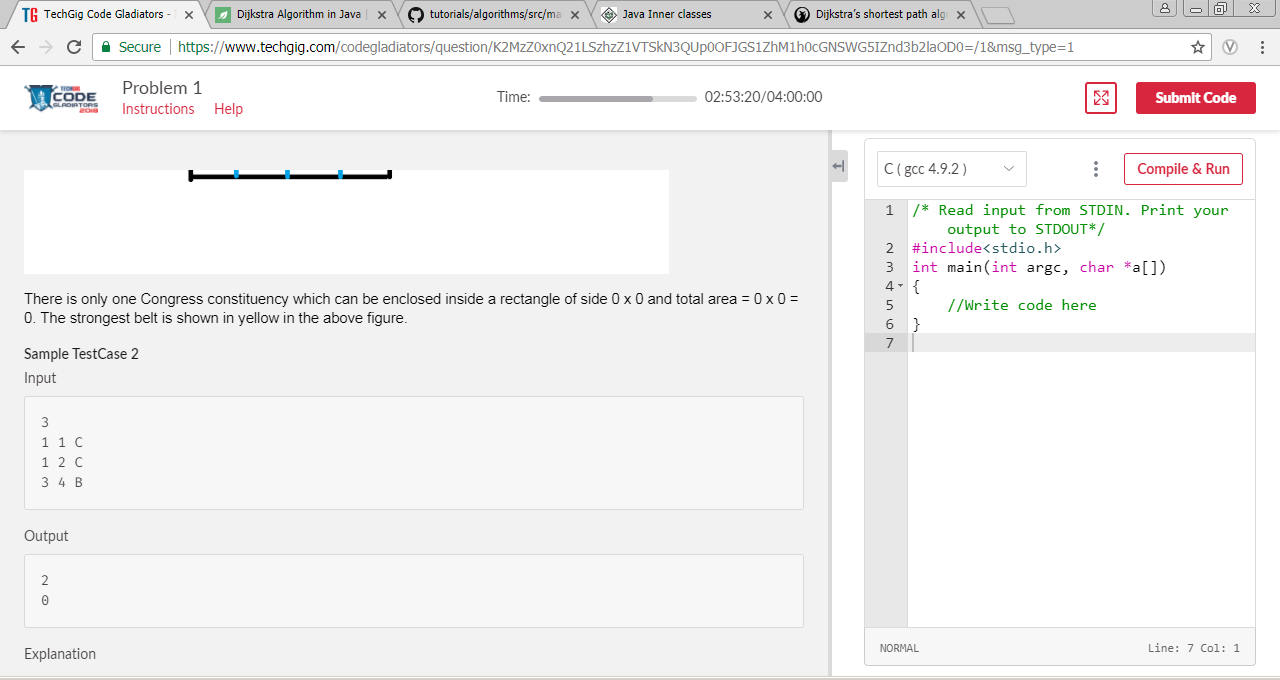 TechGig Code Gladiators -
Dijkstra Algorithm in Java
tutorials/algorithms/src/ma
Java Inner classes
Dijkstra's shortest path alg
Secure
https://www.techgig.com/codegladiators/question/K2MzZ0xnQ21LSzhzZ1VTSkN3QUp0OFJGS1ZhM1h0cGNSWG5IZnd3b2laOD0=/1&msg_type=1
V
CODE
GLADIATORS
2018
Problem 1
Instructions Help
Time: 02:53:20/04:00:00
Submit Code
There is only one Congress constituency which can be enclosed inside a rectangle of side 0 x 0 and total area = 0 x 0 =
0. The strongest belt is shown in yellow in the above figure.
Sample TestCase 2
Input
3
1 1 C
1 2 C
3 4 B
Output
2
0
Explanation
C ( gcc 4.9.2 )
Compile & Run
1 /* Read input from STDIN. Print your
output to STDOUT*/
2 #include<stdio.h>
3 int main(int argc, char *a[])
4 {
5 //Write code here
6 }
7
NORMAL Line: 7 Col: 1